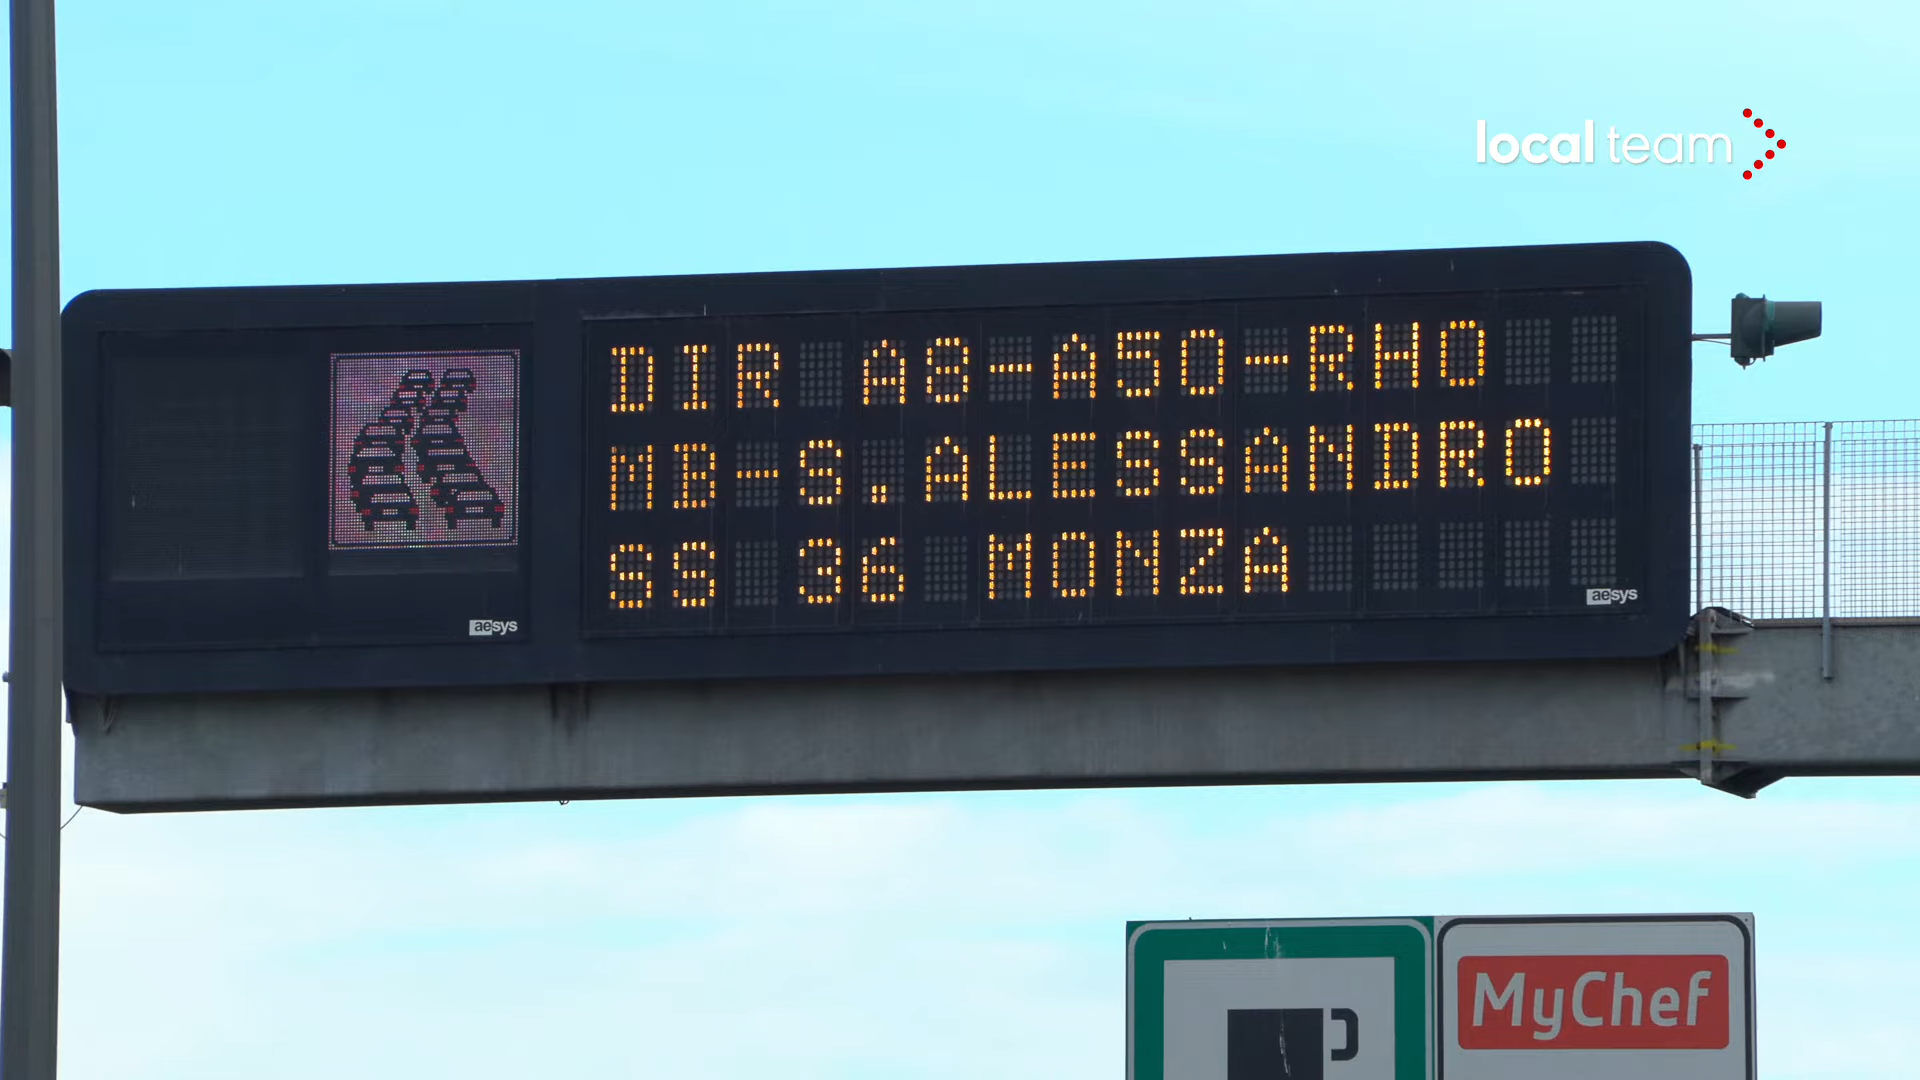 local team
DIR A8-A50-RHO
MB-S.ALESSANDRO
SS 36 MONZA
aesys
aesys
MyChef